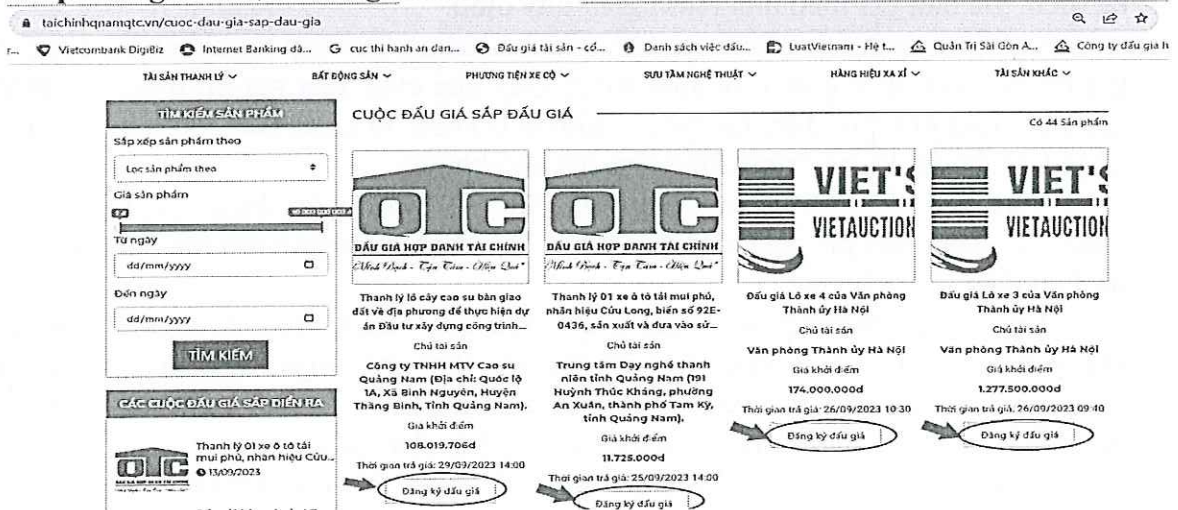 taichinhqnamqtc.vn/cuoc-dau-gia-sap-dau-gia
Vietcombank DigiBiz
Internet Banking dà...
cuc thi hanh an dan...
Đấu giá tài sản - cổ...
Danh sách việc đấu...
LuatVietnam - Hệ t...
Quản Trị Sài Gòn A...
Công ty đấu giá h
TÀI SẢN THANH LÝ
BẤT ĐỘNG SẢN
PHƯƠNG TIỆN XE CỘ
SƯU TẦM NGHỆ THUẬT
HÀNG HIỆU XA XỈ
TÀI SẢN KHÁC
TÌM KIẾM SẢN PHẨM
Sắp xếp sản phẩm theo
Lọc sản phẩm theo
Giá sản phẩm
Từ ngày
dd/mm/yyyy
Đến ngày
dd/mm/yyyy
TÌM KIẾM
CÁC CUỘC ĐẤU GIÁ SẮP DIỄN RA
QTC
Thanh lý 01 xe ô tô tải
mui phủ, nhãn hiệu Cửu...
13/09/2023
CUỘC ĐẤU GIÁ SẮP ĐẤU GIÁ
Có 44 Sản phẩm
QTC
ĐẤU GIÁ HỢP DANH TÀI CHÍNH
Minh Bạch - Tận Tâm - Hiệu Quả
Thanh lý lô cây cao su bàn giao
đất về địa phương để thực hiện dự
án Đầu tư xây dựng công trình...
Chủ tài sản
Công ty TNHH MTV Cao su
Quảng Nam (Địa chỉ: Quốc lộ
1A, Xã Bình Nguyên, Huyện
Thăng Bình, Tỉnh Quảng Nam).
Giá khởi điểm
108.019.706đ
Thời gian trả giá: 29/09/2023 14:00
Đăng ký đấu giá
QTC
ĐẤU GIÁ HỢP DANH TÀI CHÍNH
Minh Bạch - Tận Tâm - Hiệu Quả
Thanh lý 01 xe ô tô tải mui phủ,
nhãn hiệu Cửu Long, biển số 92E-
0436, sản xuất và đưa vào sử...
Chủ tài sản
Trung tâm Dạy nghề thanh
niên tỉnh Quảng Nam (191
Huỳnh Thúc Kháng, phường
An Xuân, thành phố Tam Kỳ,
tỉnh Quảng Nam).
Giá khởi điểm
11.725.000đ
Thời gian trả giá: 25/09/2023 14:00
Đăng ký đấu giá
VIET'S
VIETAUCTION
Đấu giá Lô xe 4 của Văn phòng
Thành ủy Hà Nội
Chủ tài sản
Văn phòng Thành ủy Hà Nội
Giá khởi điểm
174.000.000đ
Thời gian trả giá: 26/09/2023 10:30
Đăng ký đấu giá
VIET'S
VIETAUCTION
Đấu giá Lô xe 3 của Văn phòng
Thành ủy Hà Nội
Chủ tài sản
Văn phòng Thành ủy Hà Nội
Giá khởi điểm
1.277.500.000đ
Thời gian trả giá: 26/09/2023 09:40
Đăng ký đấu giá